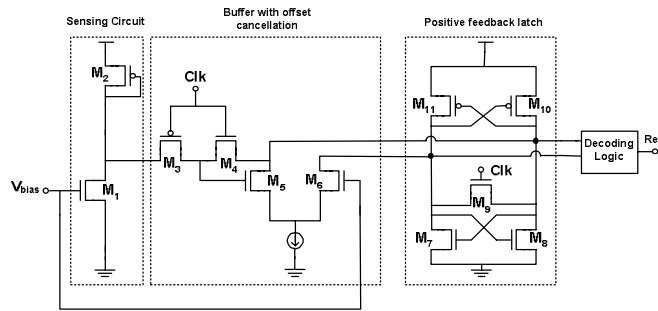 Sensing Circuit
Buffer with offset
cancellation
Positive feedback latch
M2
Clk
M11
M10
M3
M4
Decoding
Logic
Re
Vbias
M1
M5
M6
Clk
M9
M7
M8